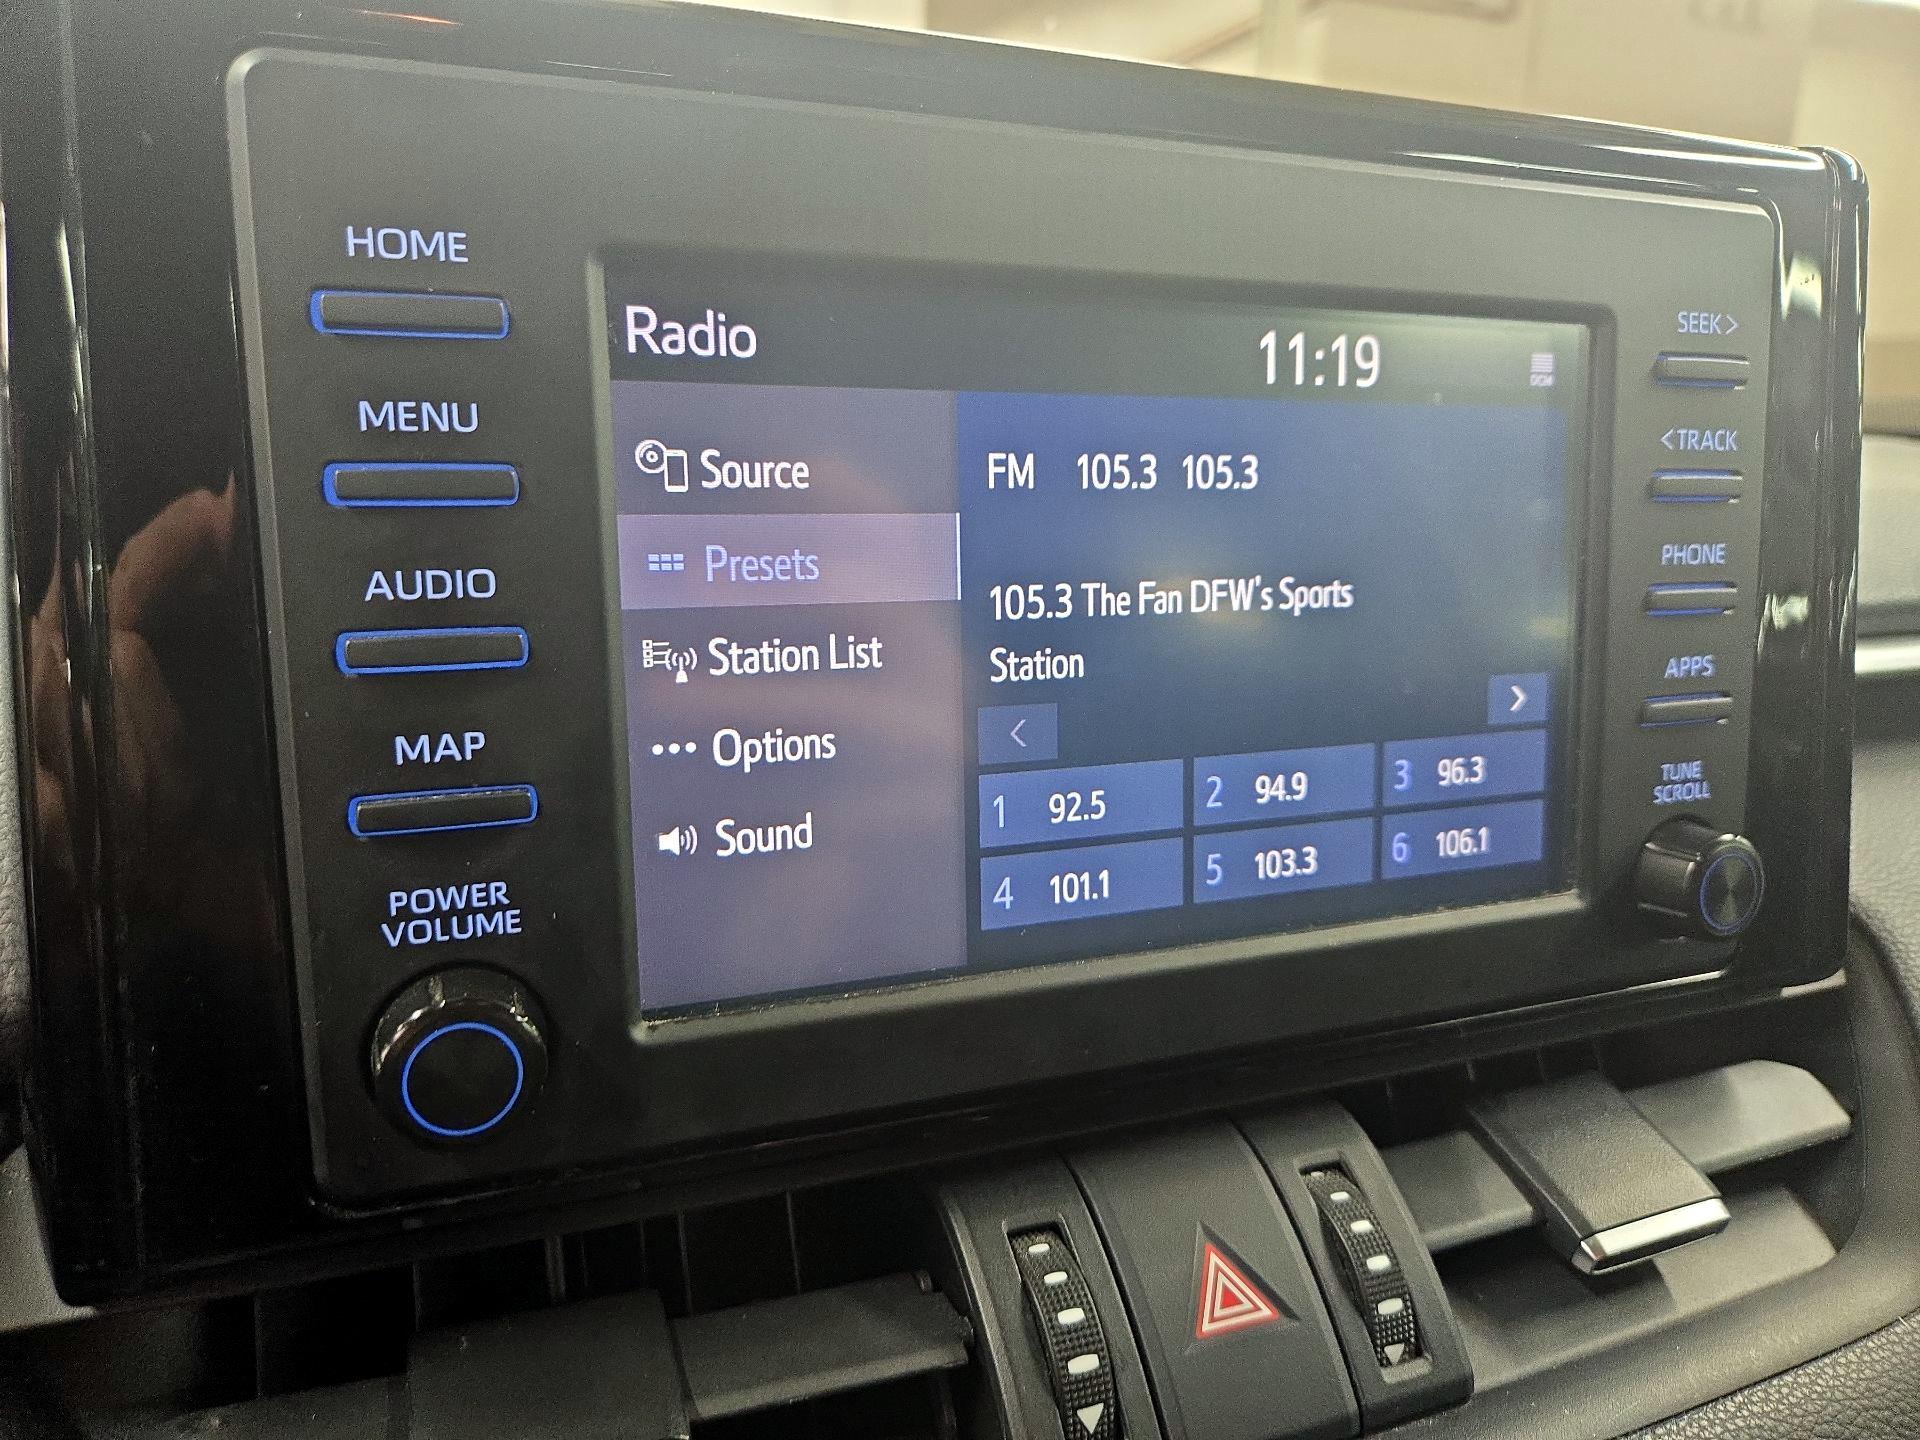 HOME
MENU
AUDIO
MAP
POWER
VOLUME
Radio
11:19
DCM
Source
Presets
Station List
Options
Sound
FM 105.3 105.3
105.3 The Fan DFW's Sports
Station
<
>
1 92.5
2 94.9
3 96.3
4 101.1
5 103.3
6 106.1
SEEK>
<TRACK
PHONE
APPS
TUNE
SCROLL